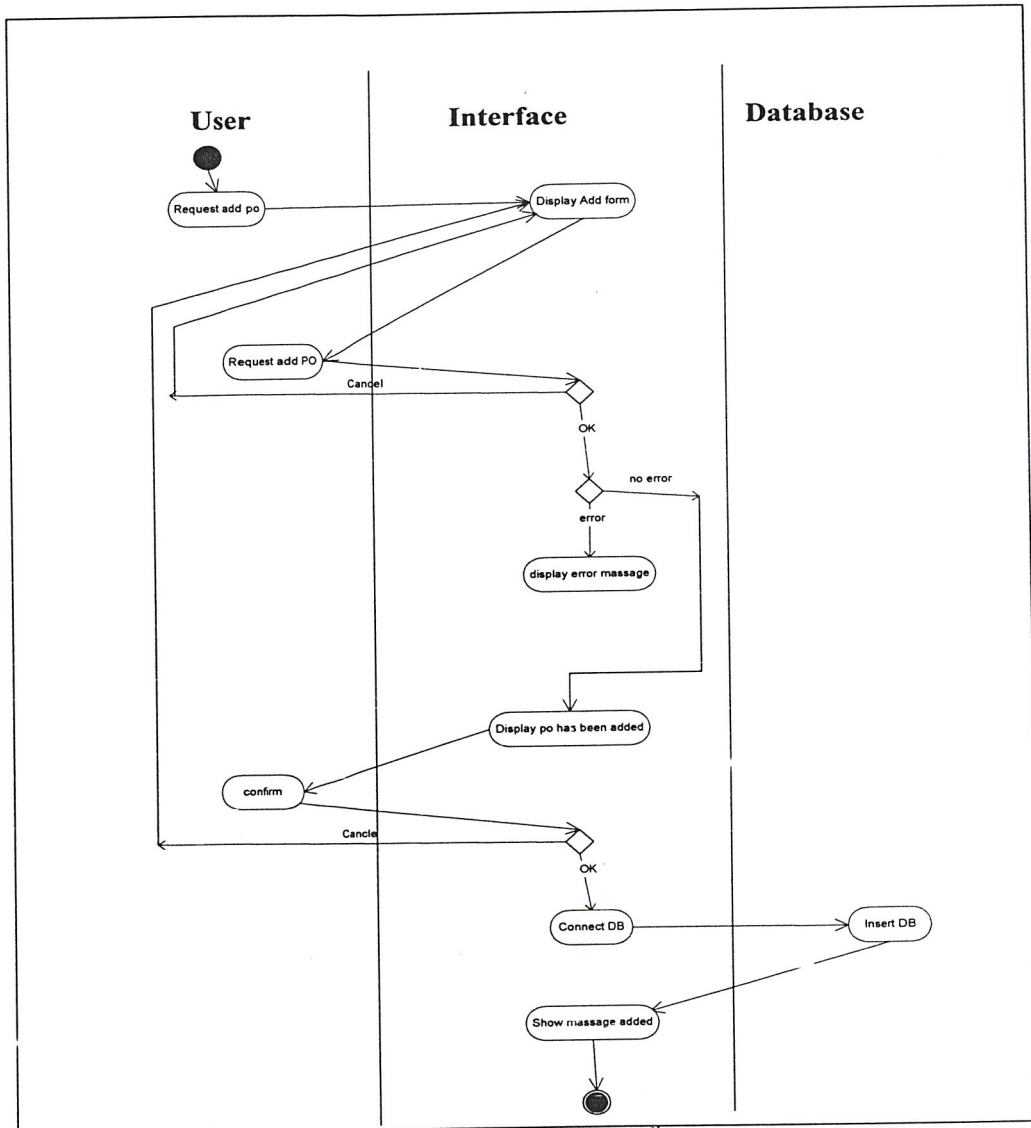 User
Interface
Database
Request add po
Display Add form
Request add PO
Cancel
OK
no error
error
display error massage
Display po has been added
confirm
Cancle
OK
Connect DB
Insert DB
Show massage added